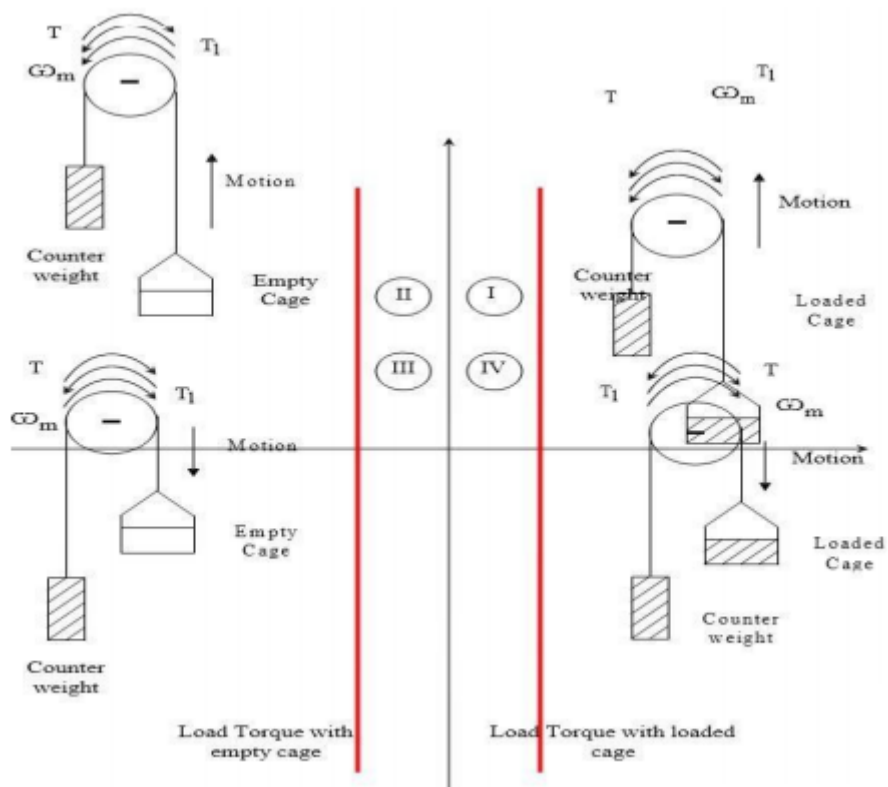 T
T1
ωm
Motion
Counter
weight
Empty
Cage
T
T1
ωm
Motion
Counter
weight
Loaded
Cage
II
I
III
IV
T
T1
ωm
Motion
Empty
Cage
Counter
weight
T1
T
ωm
Motion
Loaded
Cage
Counter
weight
Load Torque with
empty cage
Load Torque with loaded
cage